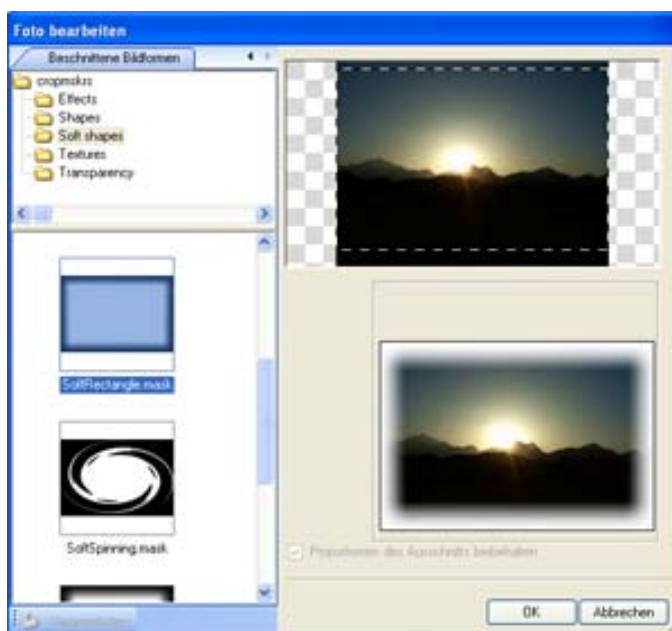 Foto bearbeiten
Beschnittene Bildformen
cropmskrs
Effects
Shapes
Soft shapes
Textures
Transparency
SoftRectangle.mask
SoftSpinning.mask
Proportionen des Ausschnitts beibehalten
OK
Abbrechen